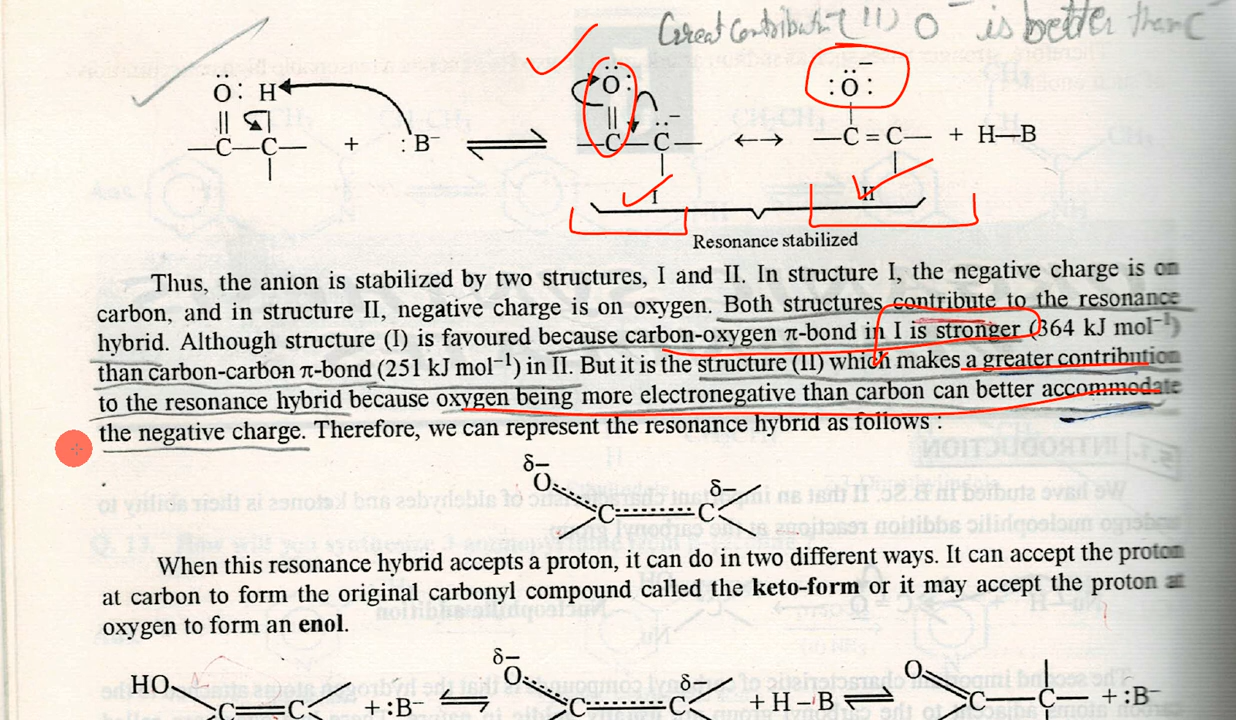 Great Contribut (II) O⁻ is better than C⁻
:Ö:⁻
Ö: H
Ö:
—C—C— + :B⁻ ⇌ —C—C̈⁻— ↔ —C=C— + H–B
I
II
Resonance stabilized
Thus, the anion is stabilized by two structures, I and II. In structure I, the negative charge is on
carbon, and in structure II, negative charge is on oxygen. Both structures contribute to the resonance
hybrid. Although structure (I) is favoured because carbon-oxygen π-bond in I is stronger (364 kJ mol⁻¹)
than carbon-carbon π-bond (251 kJ mol⁻¹) in II. But it is the structure (II) which makes a greater contribution
to the resonance hybrid because oxygen being more electronegative than carbon can better accommodate
the negative charge. Therefore, we can represent the resonance hybrid as follows :
δ–
O
δ–
C C
When this resonance hybrid accepts a proton, it can do in two different ways. It can accept the proton
at carbon to form the original carbonyl compound called the keto-form or it may accept the proton at
oxygen to form an enol.
δ–
HO O δ– O
C=C + :B⁻ ⇌ C C + H–B ⇌ C—C— + :B⁻